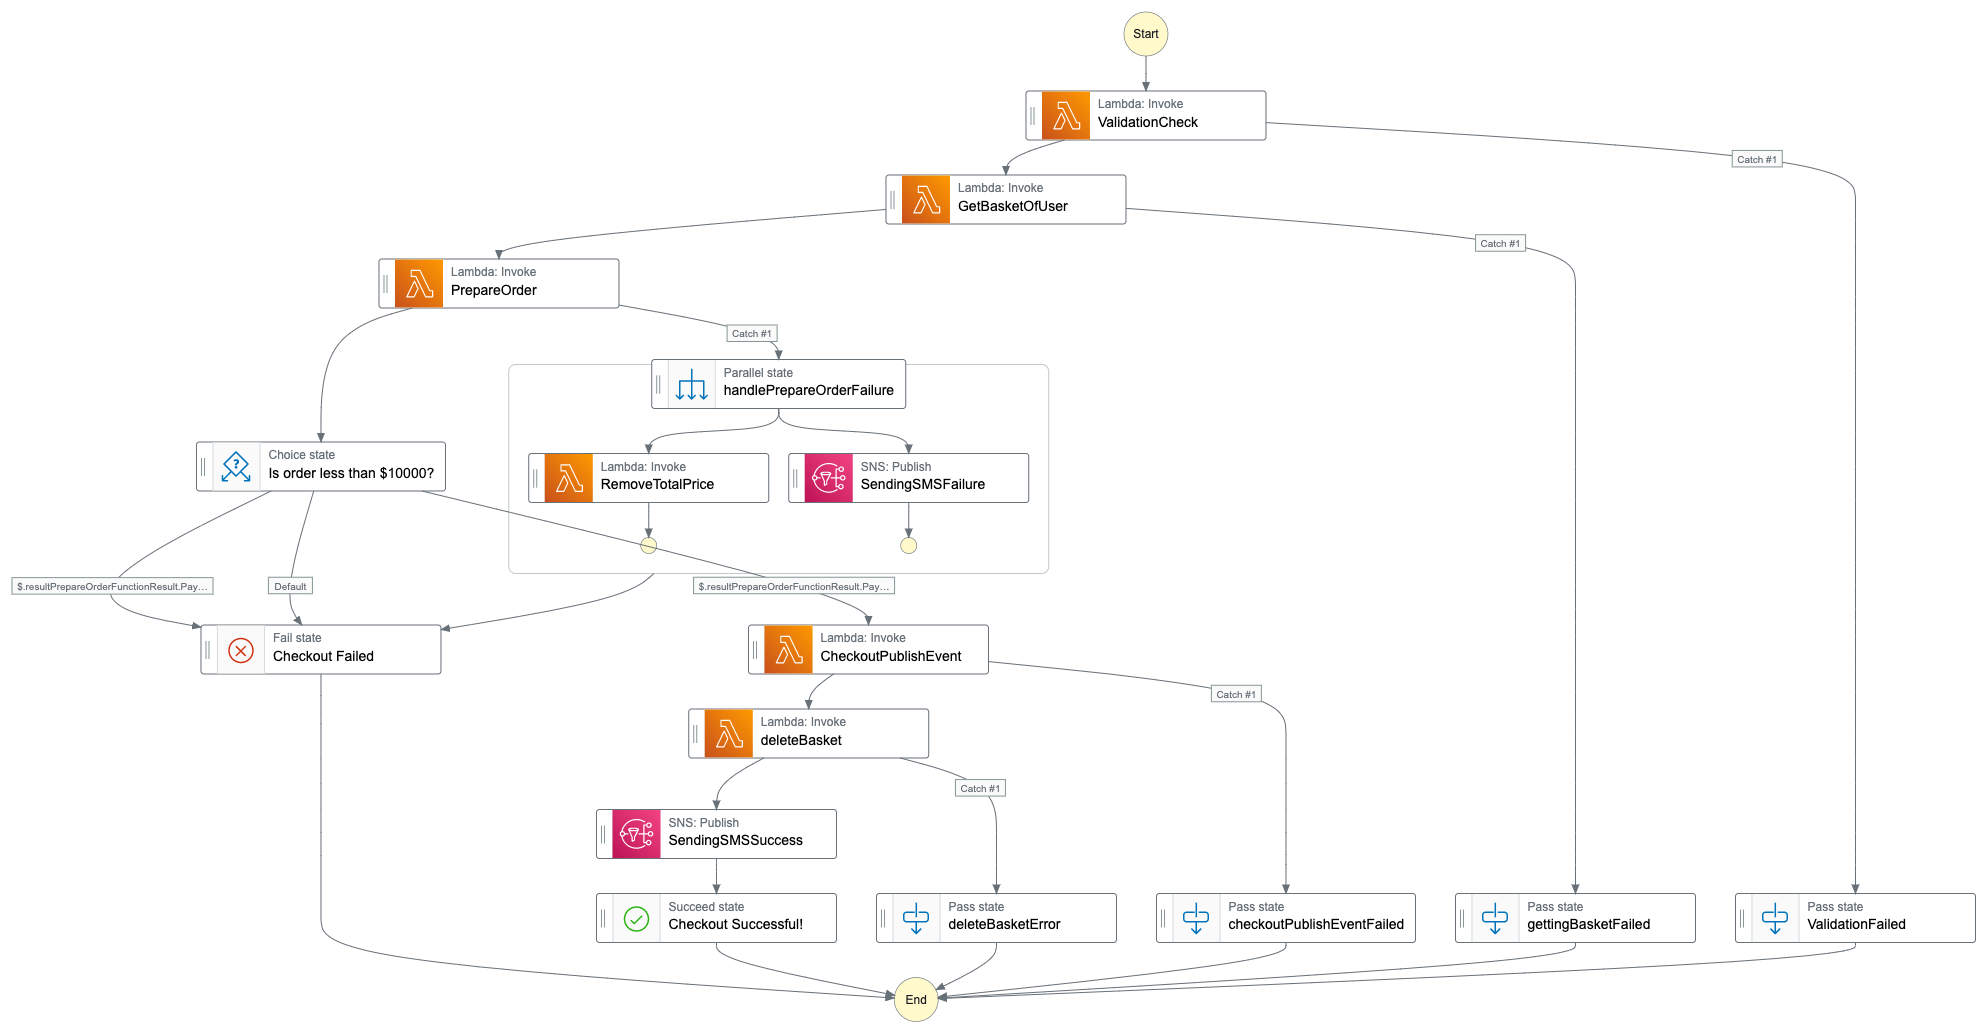 Start
Lambda: Invoke
ValidationCheck
Catch #1
Lambda: Invoke
GetBasketOfUser
Catch #1
Lambda: Invoke
PrepareOrder
Catch #1
Parallel state
handlePrepareOrderFailure
Choice state
Is order less than $10000?
Lambda: Invoke
RemoveTotalPrice
SNS: Publish
SendingSMSFailure
$.resultPrepareOrderFunctionResult.Pay...
Default
$.resultPrepareOrderFunctionResult.Pay...
Fail state
Checkout Failed
Lambda: Invoke
CheckoutPublishEvent
Catch #1
Lambda: Invoke
deleteBasket
Catch #1
SNS: Publish
SendingSMSSuccess
Succeed state
Checkout Successful!
Pass state
deleteBasketError
Pass state
checkoutPublishEventFailed
Pass state
gettingBasketFailed
Pass state
ValidationFailed
End